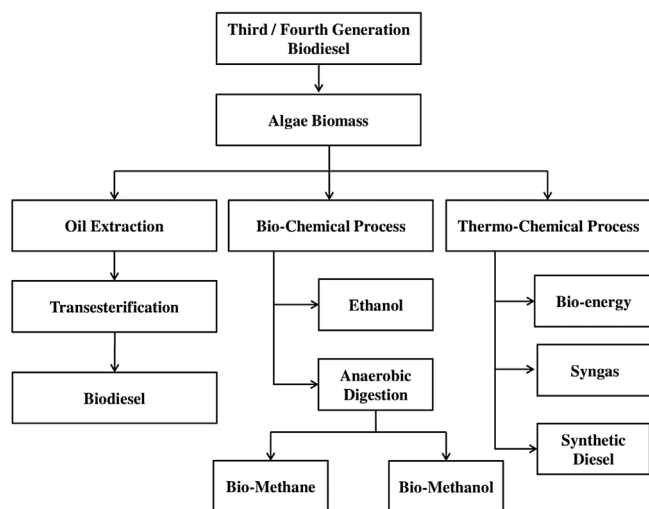 Third / Fourth Generation
Biodiesel
Algae Biomass
Oil Extraction
Bio-Chemical Process
Thermo-Chemical Process
Transesterification
Ethanol
Bio-energy
Biodiesel
Anaerobic
Digestion
Syngas
Synthetic
Diesel
Bio-Methane
Bio-Methanol